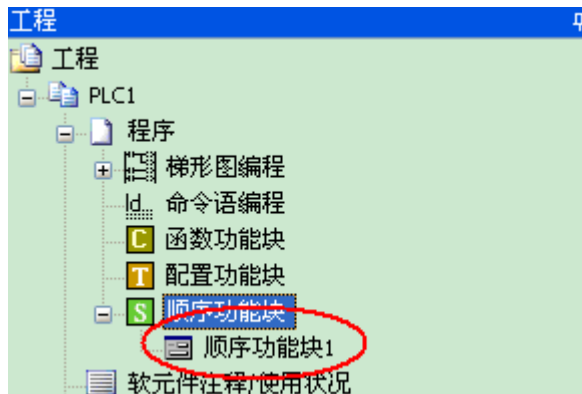 工程
工程
PLC1
程序
梯形图编程
ld... 命令语编程
C 函数功能块
T 配置功能块
S 顺序功能块
顺序功能块1
软元件注释/使用状况